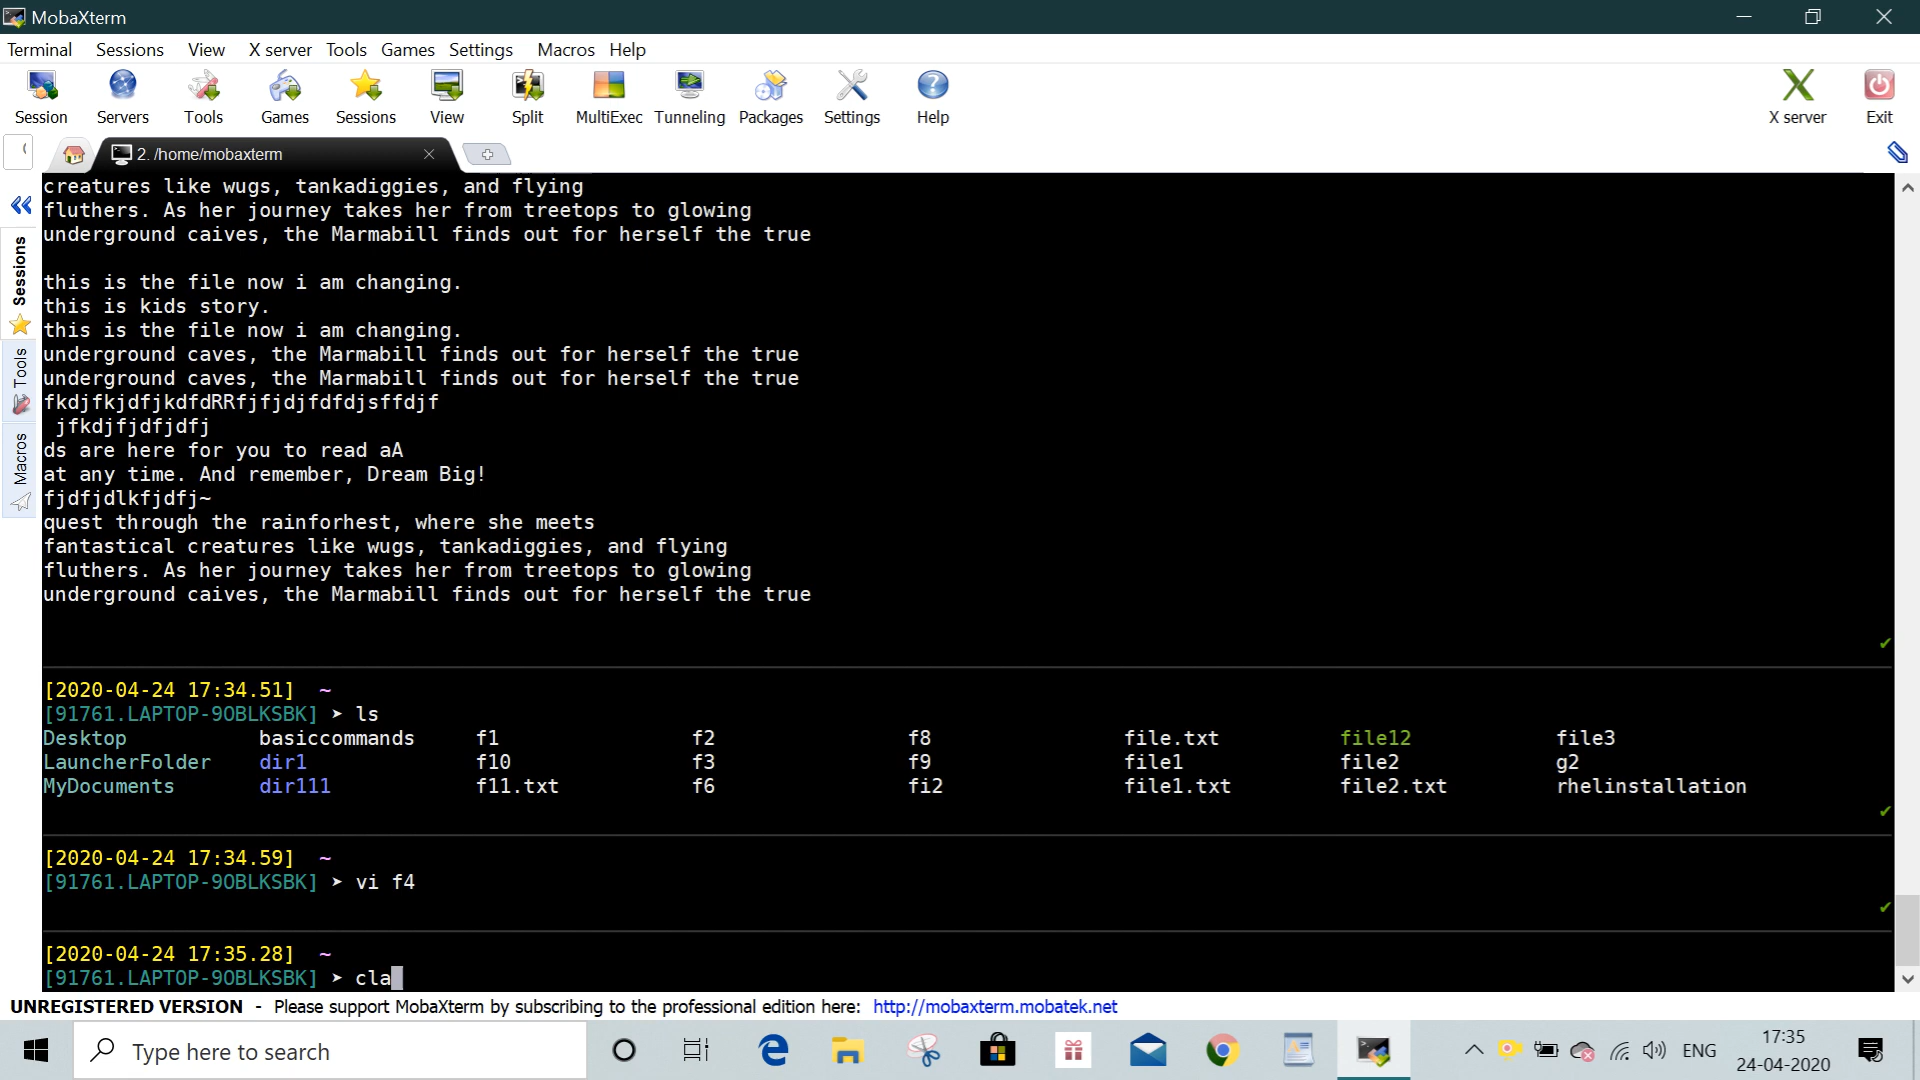 MobaXterm
Terminal Sessions View X server Tools Games Settings Macros Help
Session Servers Tools Games Sessions View Split MultiExec Tunneling Packages Settings Help X server Exit
2. /home/mobaxterm
Sessions
Tools
Macros
creatures like wugs, tankadiggies, and flying
fluthers. As her journey takes her from treetops to glowing
underground caives, the Marmabill finds out for herself the true
this is the file now i am changing.
this is kids story.
this is the file now i am changing.
underground caves, the Marmabill finds out for herself the true
underground caves, the Marmabill finds out for herself the true
fkdjfkjdfjkdfdRRfjfjdjfdfdjsffdjf
jfkdjfjdfjdfj
ds are here for you to read aA
at any time. And remember, Dream Big!
fjdfjdlkfjdfj~
quest through the rainforhest, where she meets
fantastical creatures like wugs, tankadiggies, and flying
fluthers. As her journey takes her from treetops to glowing
underground caives, the Marmabill finds out for herself the true
[2020-04-24 17:34.51] ~
[91761.LAPTOP-9OBLKSBK] ➤ ls
Desktop basiccommands f1 f2 f8 file.txt file12 file3
LauncherFolder dir1 f10 f3 f9 file1 file2 g2
MyDocuments dir111 f11.txt f6 fi2 file1.txt file2.txt rhelinstallation
[2020-04-24 17:34.59] ~
[91761.LAPTOP-9OBLKSBK] ➤ vi f4
[2020-04-24 17:35.28] ~
[91761.LAPTOP-9OBLKSBK] ➤ cla
UNREGISTERED VERSION - Please support MobaXterm by subscribing to the professional edition here: http://mobaxterm.mobatek.net
Type here to search
ENG
17:35
24-04-2020